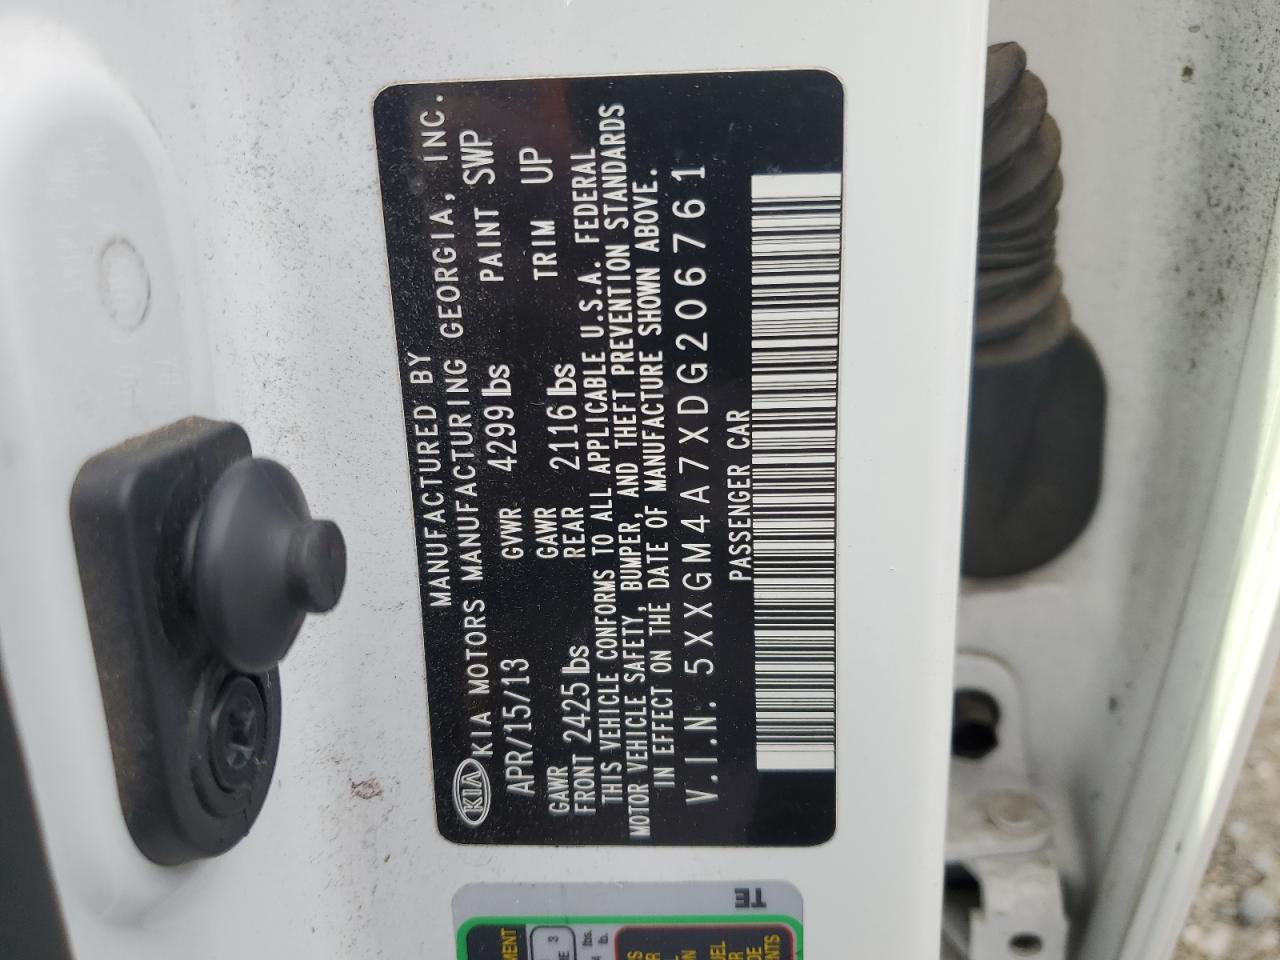 MANUFACTURED BY
KIA KIA MOTORS MANUFACTURING GEORGIA, INC.
APR/15/13 GVWR 4299 lbs PAINT SWP
GAWR FRONT 2425 lbs GAWR REAR 2116 lbs TRIM UP
THIS VEHICLE CONFORMS TO ALL APPLICABLE U.S.A. FEDERAL
MOTOR VEHICLE SAFETY, BUMPER, AND THEFT PREVENTION STANDARDS
IN EFFECT ON THE DATE OF MANUFACTURE SHOWN ABOVE.
V.I.N. 5XXGM4A7XDG206761
PASSENGER CAR
TE